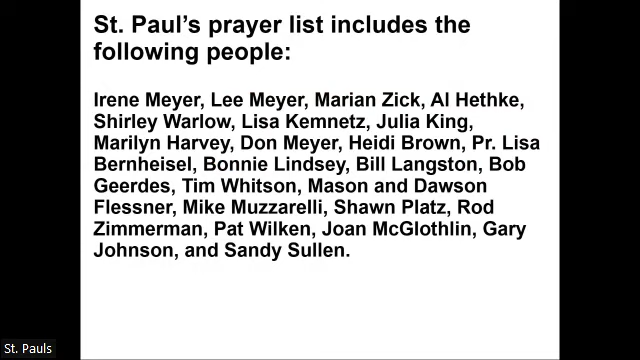 St. Paul's prayer list includes the
following people:
Irene Meyer, Lee Meyer, Marian Zick, Al Hethke,
Shirley Warlow, Lisa Kemnetz, Julia King,
Marilyn Harvey, Don Meyer, Heidi Brown, Pr. Lisa
Bernheisel, Bonnie Lindsey, Bill Langston, Bob
Geerdes, Tim Whitson, Mason and Dawson
Flessner, Mike Muzzarelli, Shawn Platz, Rod
Zimmerman, Pat Wilken, Joan McGlothlin, Gary
Johnson, and Sandy Sullen.
St. Pauls